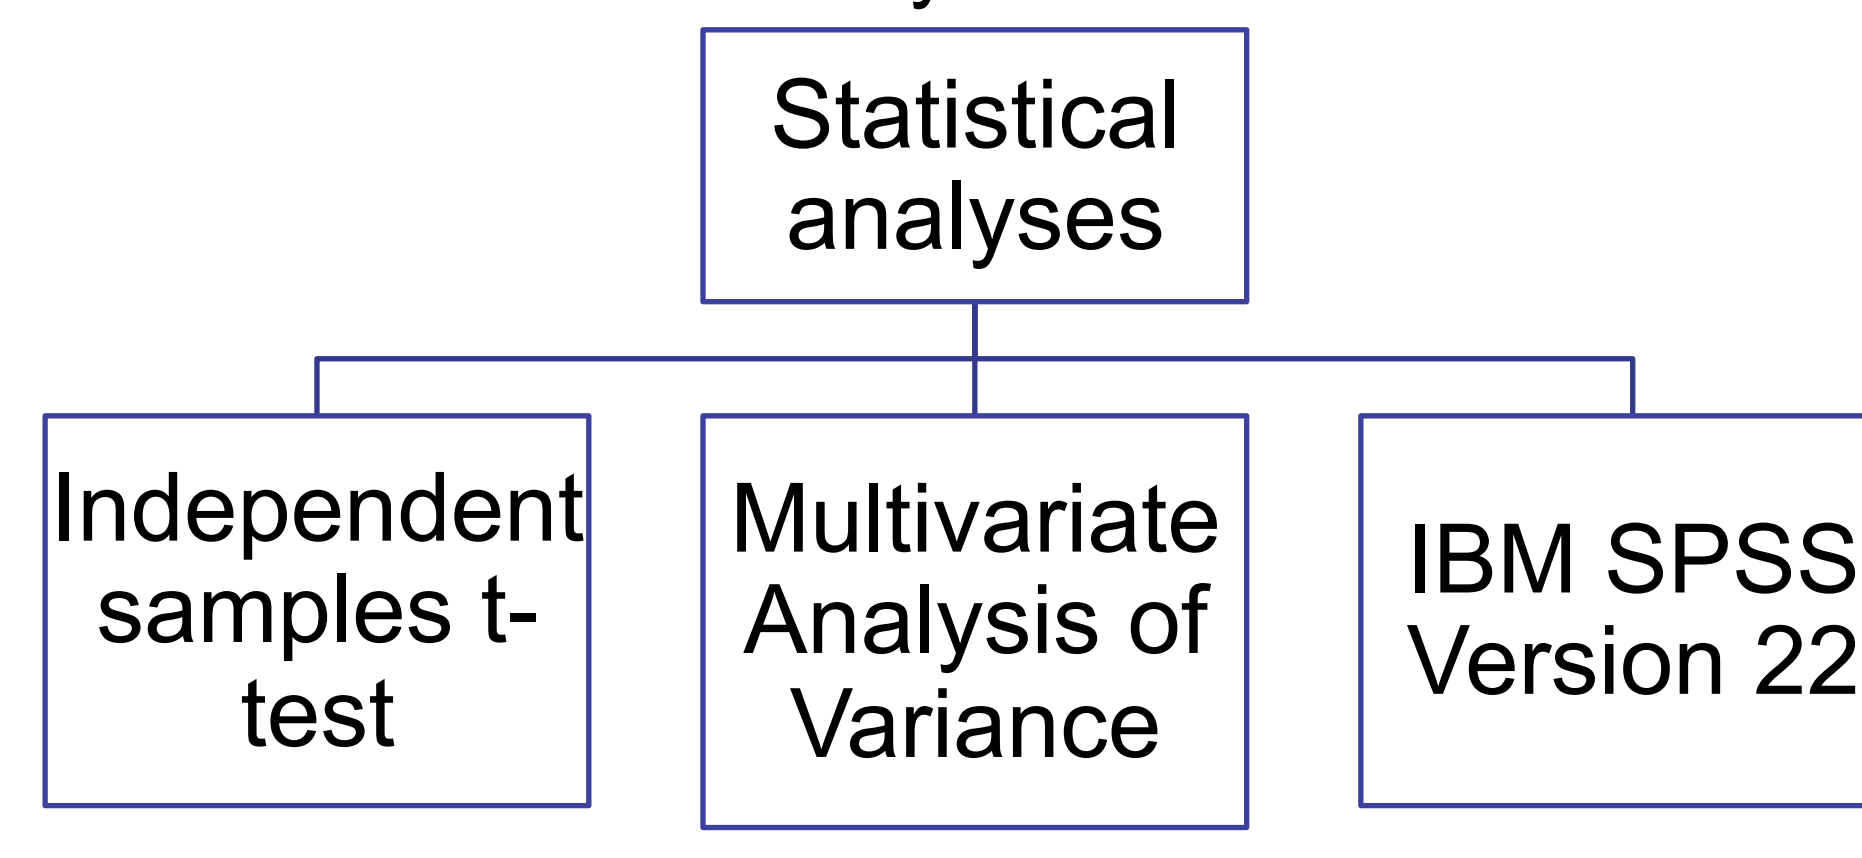 Statistical
analyses
Independent
samples t-
test
Multivariate
Analysis of
Variance
IBM SPSS
Version 22